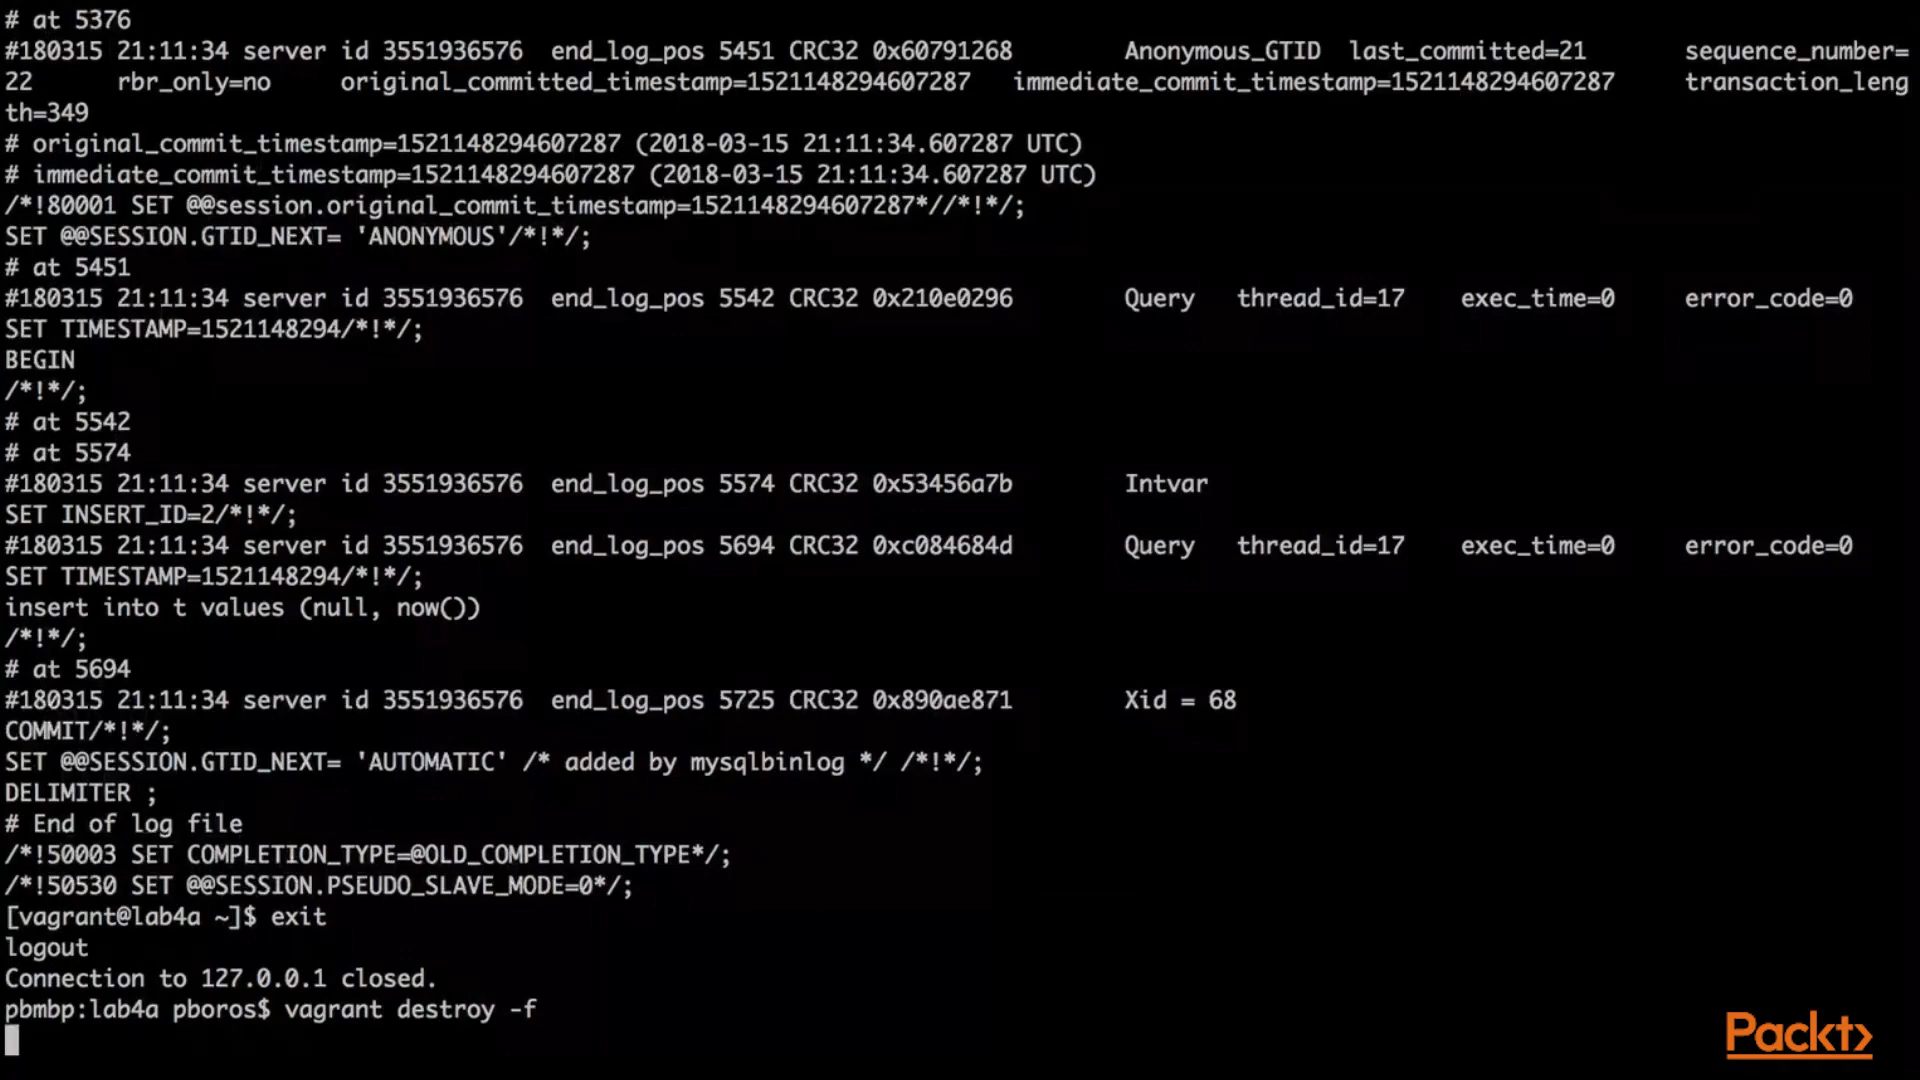 # at 5376
#180315 21:11:34 server id 3551936576  end_log_pos 5451 CRC32 0x60791268        Anonymous_GTID  last_committed=21       sequence_number=
22      rbr_only=no     original_committed_timestamp=1521148294607287   immediate_commit_timestamp=1521148294607287     transaction_leng
th=349
# original_commit_timestamp=1521148294607287 (2018-03-15 21:11:34.607287 UTC)
# immediate_commit_timestamp=1521148294607287 (2018-03-15 21:11:34.607287 UTC)
/*!80001 SET @@session.original_commit_timestamp=1521148294607287*//*!*/;
SET @@SESSION.GTID_NEXT= 'ANONYMOUS'/*!*/;
# at 5451
#180315 21:11:34 server id 3551936576  end_log_pos 5542 CRC32 0x210e0296        Query   thread_id=17    exec_time=0     error_code=0
SET TIMESTAMP=1521148294/*!*/;
BEGIN
/*!*/;
# at 5542
# at 5574
#180315 21:11:34 server id 3551936576  end_log_pos 5574 CRC32 0x53456a7b        Intvar
SET INSERT_ID=2/*!*/;
#180315 21:11:34 server id 3551936576  end_log_pos 5694 CRC32 0xc084684d        Query   thread_id=17    exec_time=0     error_code=0
SET TIMESTAMP=1521148294/*!*/;
insert into t values (null, now())
/*!*/;
# at 5694
#180315 21:11:34 server id 3551936576  end_log_pos 5725 CRC32 0x890ae871        Xid = 68
COMMIT/*!*/;
SET @@SESSION.GTID_NEXT= 'AUTOMATIC' /* added by mysqlbinlog */ /*!*/;
DELIMITER ;
# End of log file
/*!50003 SET COMPLETION_TYPE=@OLD_COMPLETION_TYPE*/;
/*!50530 SET @@SESSION.PSEUDO_SLAVE_MODE=0*/;
[vagrant@lab4a ~]$ exit
logout
Connection to 127.0.0.1 closed.
pbmbp:lab4a pboros$ vagrant destroy -f
Packt>